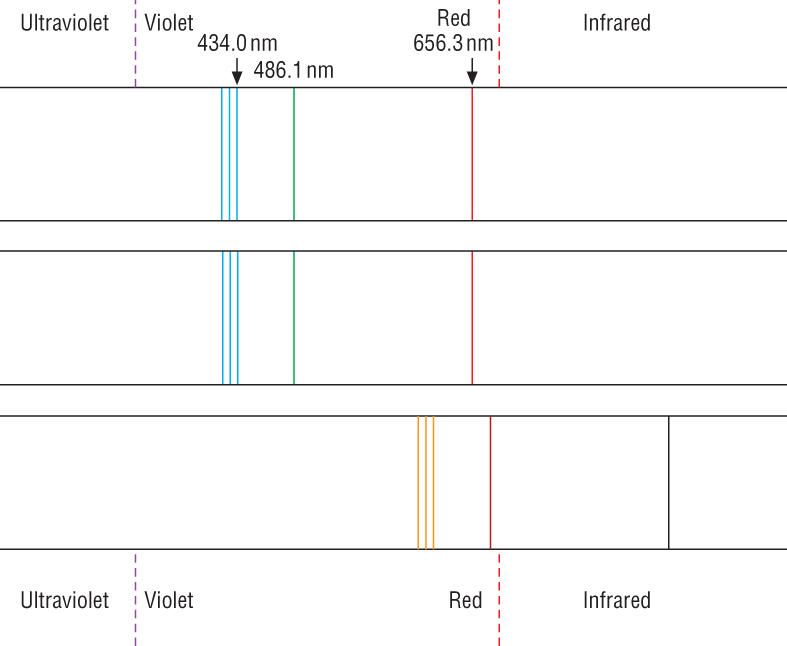 Ultraviolet
Violet
Red
Infrared
434.0 nm
656.3 nm
486.1 nm
Ultraviolet
Violet
Red
Infrared